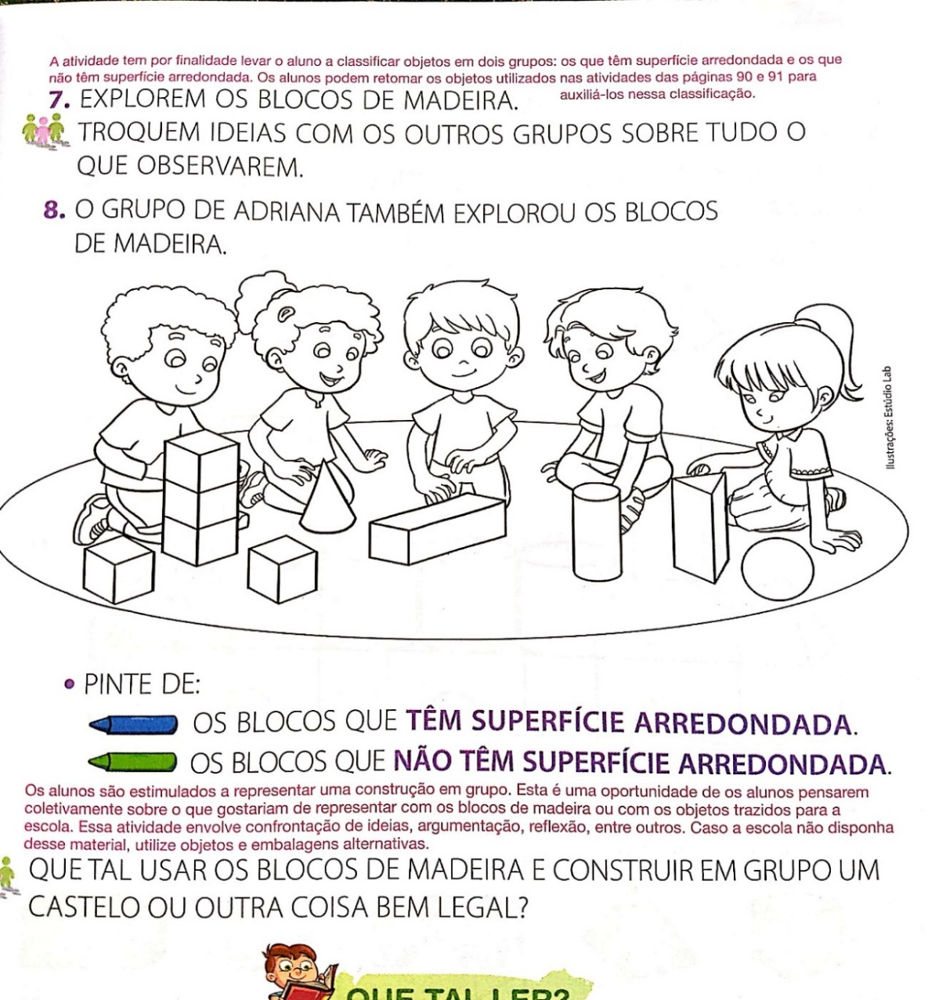 A atividade tem por finalidade levar o aluno a classificar objetos em dois grupos: os que têm superfície arredondada e os que
não têm superfície arredondada. Os alunos podem retomar os objetos utilizados nas atividades das páginas 90 e 91 para
auxiliá-los nessa classificação.
7. EXPLOREM OS BLOCOS DE MADEIRA.
TROQUEM IDEIAS COM OS OUTROS GRUPOS SOBRE TUDO O
QUE OBSERVAREM.
8. O GRUPO DE ADRIANA TAMBÉM EXPLOROU OS BLOCOS
DE MADEIRA.
Ilustrações: Estúdio Lab
• PINTE DE:
OS BLOCOS QUE TÊM SUPERFÍCIE ARREDONDADA.
OS BLOCOS QUE NÃO TÊM SUPERFÍCIE ARREDONDADA.
Os alunos são estimulados a representar uma construção em grupo. Esta é uma oportunidade de os alunos pensarem
coletivamente sobre o que gostariam de representar com os blocos de madeira ou com os objetos trazidos para a
escola. Essa atividade envolve confrontação de ideias, argumentação, reflexão, entre outros. Caso a escola não disponha
desse material, utilize objetos e embalagens alternativas.
QUE TAL USAR OS BLOCOS DE MADEIRA E CONSTRUIR EM GRUPO UM
CASTELO OU OUTRA COISA BEM LEGAL?
QUE TAL LER?